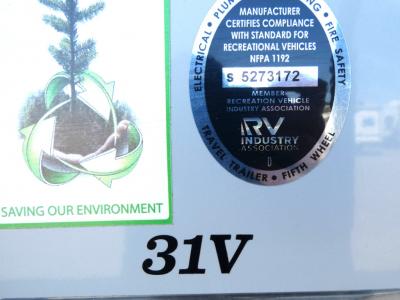 ELECTRICAL • PLUMBING • FIRE SAFETY
MANUFACTURER
CERTIFIES COMPLIANCE
WITH STANDARD FOR
RECREATIONAL VEHICLES
NFPA 1192
S 5273172
MEMBER
RECREATION VEHICLE
INDUSTRY ASSOCIATION
RV
INDUSTRY
ASSOCIATION
D
TRAVEL TRAILER • FIFTH WHEEL
SAVING OUR ENVIRONMENT
31V